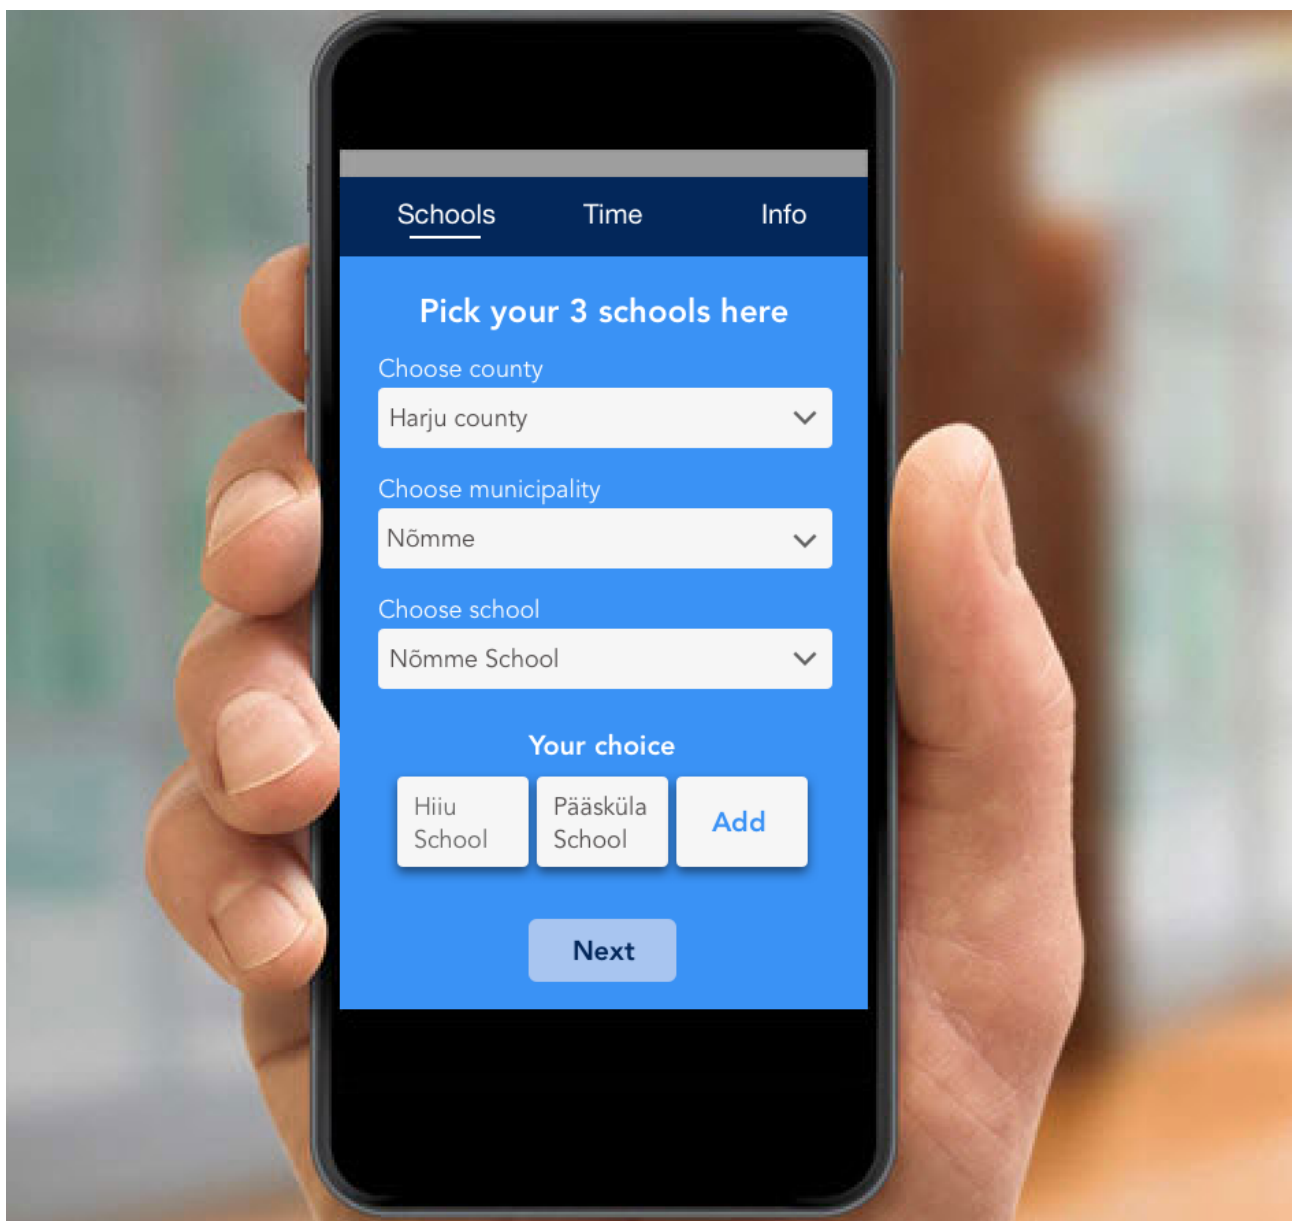 Schools Time Info
Pick your 3 schools here
Choose county
Harju county
Choose municipality
Nõmme
Choose school
Nõmme School
Your choice
Hiiu School
Pääsküla School
Add
Next